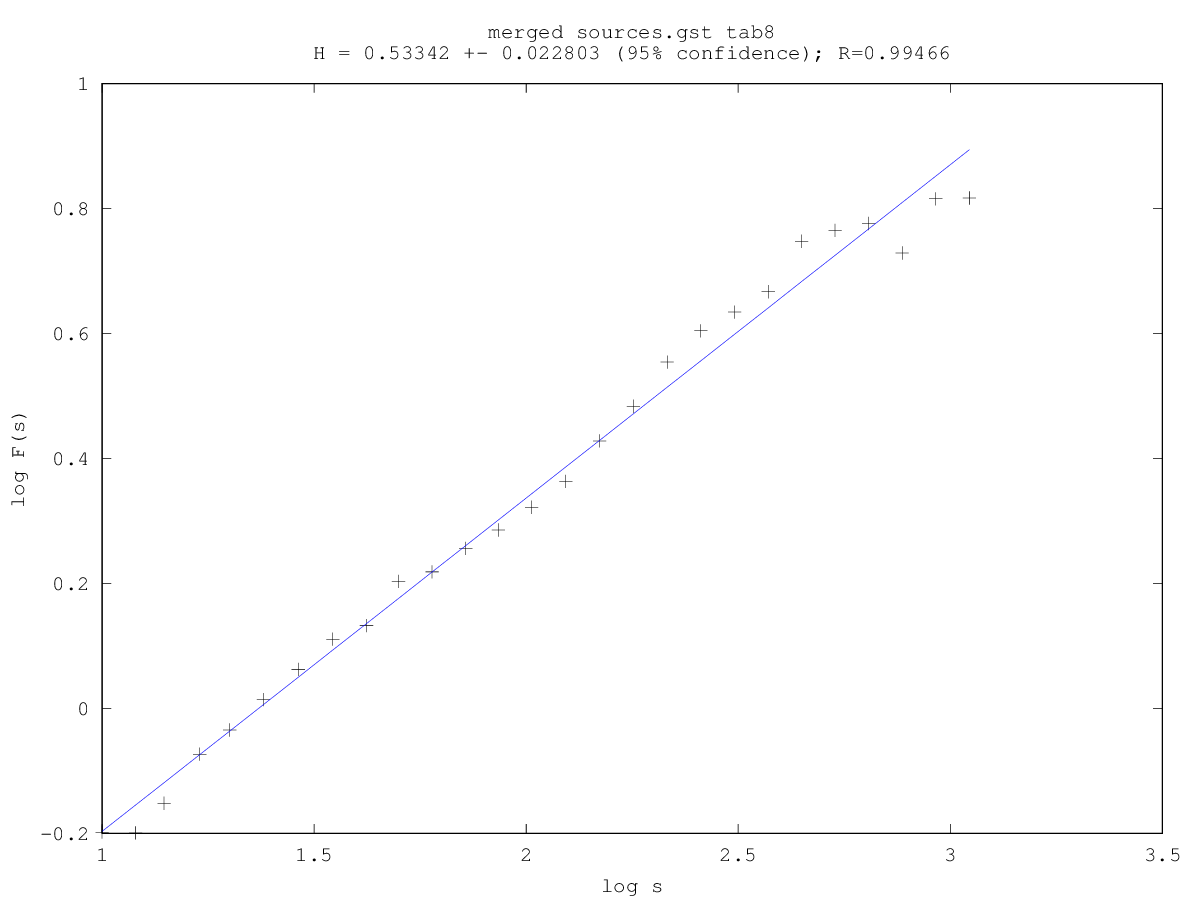 merged sources.gst tab8
H = 0.53342 +- 0.022803 (95% confidence); R=0.99466
1
0.8
0.6
0.4
0.2
0
-0.2
log F(s)
1 1.5 2 2.5 3 3.5
log s